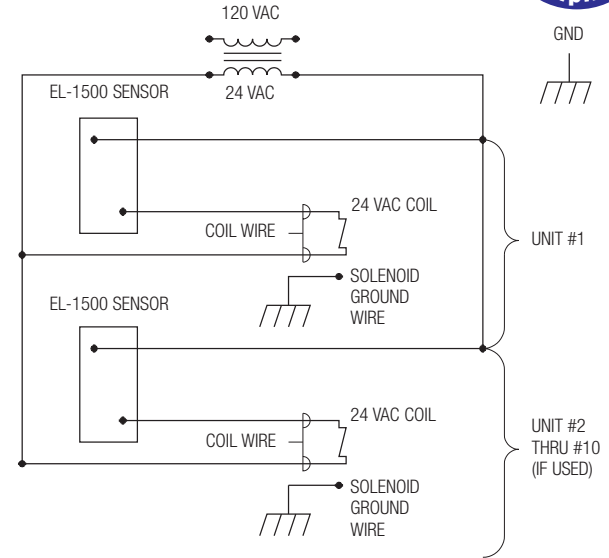 120 VAC
GND
24 VAC
EL-1500 SENSOR
24 VAC COIL
COIL WIRE
UNIT #1
SOLENOID
GROUND
WIRE
EL-1500 SENSOR
24 VAC COIL
COIL WIRE
UNIT #2
THRU #10
(IF USED)
SOLENOID
GROUND
WIRE